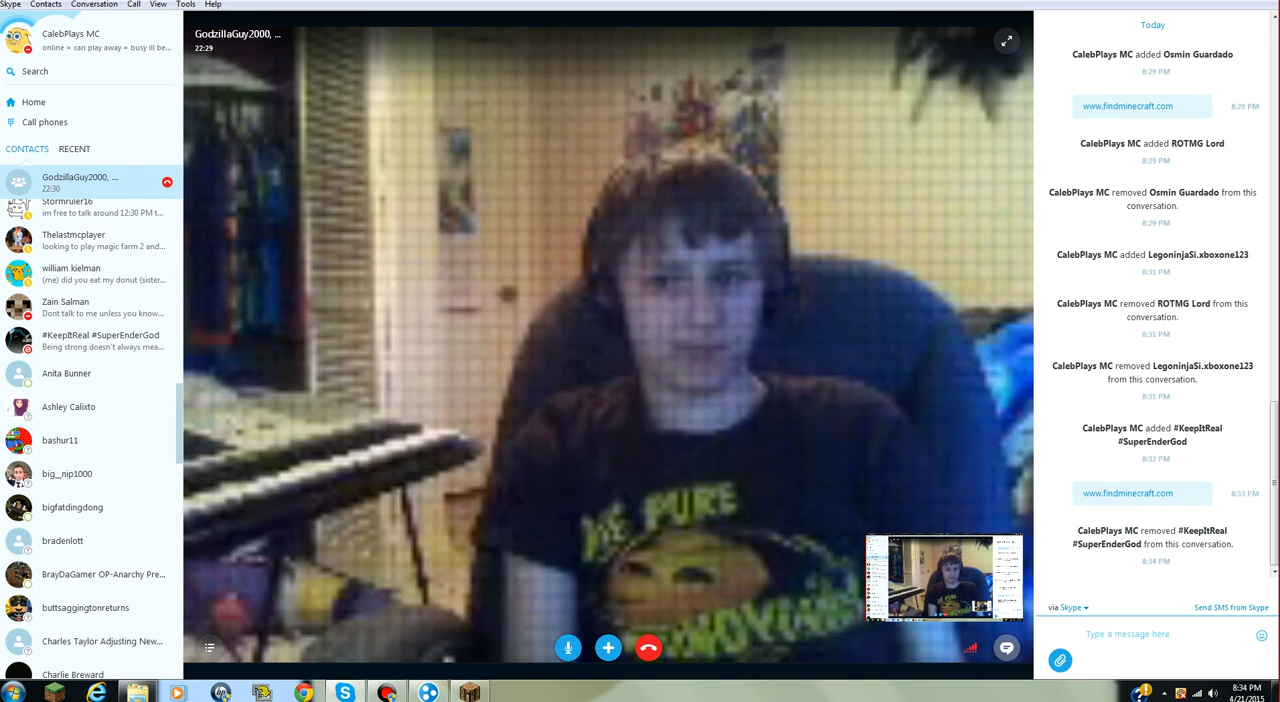 Skype Contacts Conversation Call View Tools Help
CalebPlays MC
online = can play away = busy ill be...
Search
Home
Call phones
CONTACTS RECENT
GodzillaGuy2000, ...
22:30
Stormruler16
im free to talk around 12:30 PM t...
Thelastmcplayer
looking to play magic farm 2 and...
william kielman
(me) did you eat my donut (sister...
Zain Salman
Dont talk to me unless you know...
#KeepItReal #SuperEnderGod
Being strong doesn't always mea...
Anita Bunner
Ashley Calixto
bashur11
big__nip1000
bigfatdingdong
bradenlott
BrayDaGamer OP-Anarchy Pre...
buttsaggingtonreturns
Charles Taylor Adjusting New...
Charlie Breward
GodzillaGuy2000, ...
22:29
PURE
Today
CalebPlays MC added Osmin Guardado
8:29 PM
www.findminecraft.com 8:29 PM
CalebPlays MC added ROTMG Lord
8:29 PM
CalebPlays MC removed Osmin Guardado from this
conversation.
8:29 PM
CalebPlays MC added LegoninjaSi.xboxone123
8:31 PM
CalebPlays MC removed ROTMG Lord from this
conversation.
8:31 PM
CalebPlays MC removed LegoninjaSi.xboxone123
from this conversation.
8:31 PM
CalebPlays MC added #KeepItReal
#SuperEnderGod
8:32 PM
www.findminecraft.com 8:33 PM
CalebPlays MC removed #KeepItReal
#SuperEnderGod from this conversation.
8:34 PM
via Skype Send SMS from Skype
Type a message here
8:34 PM
4/21/2015